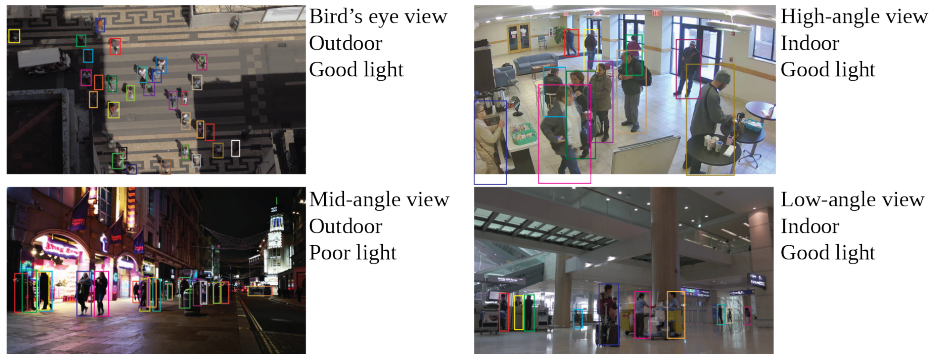 Bird’s eye view
Outdoor
Good light
High-angle view
Indoor
Good light
Mid-angle view
Outdoor
Poor light
Low-angle view
Indoor
Good light